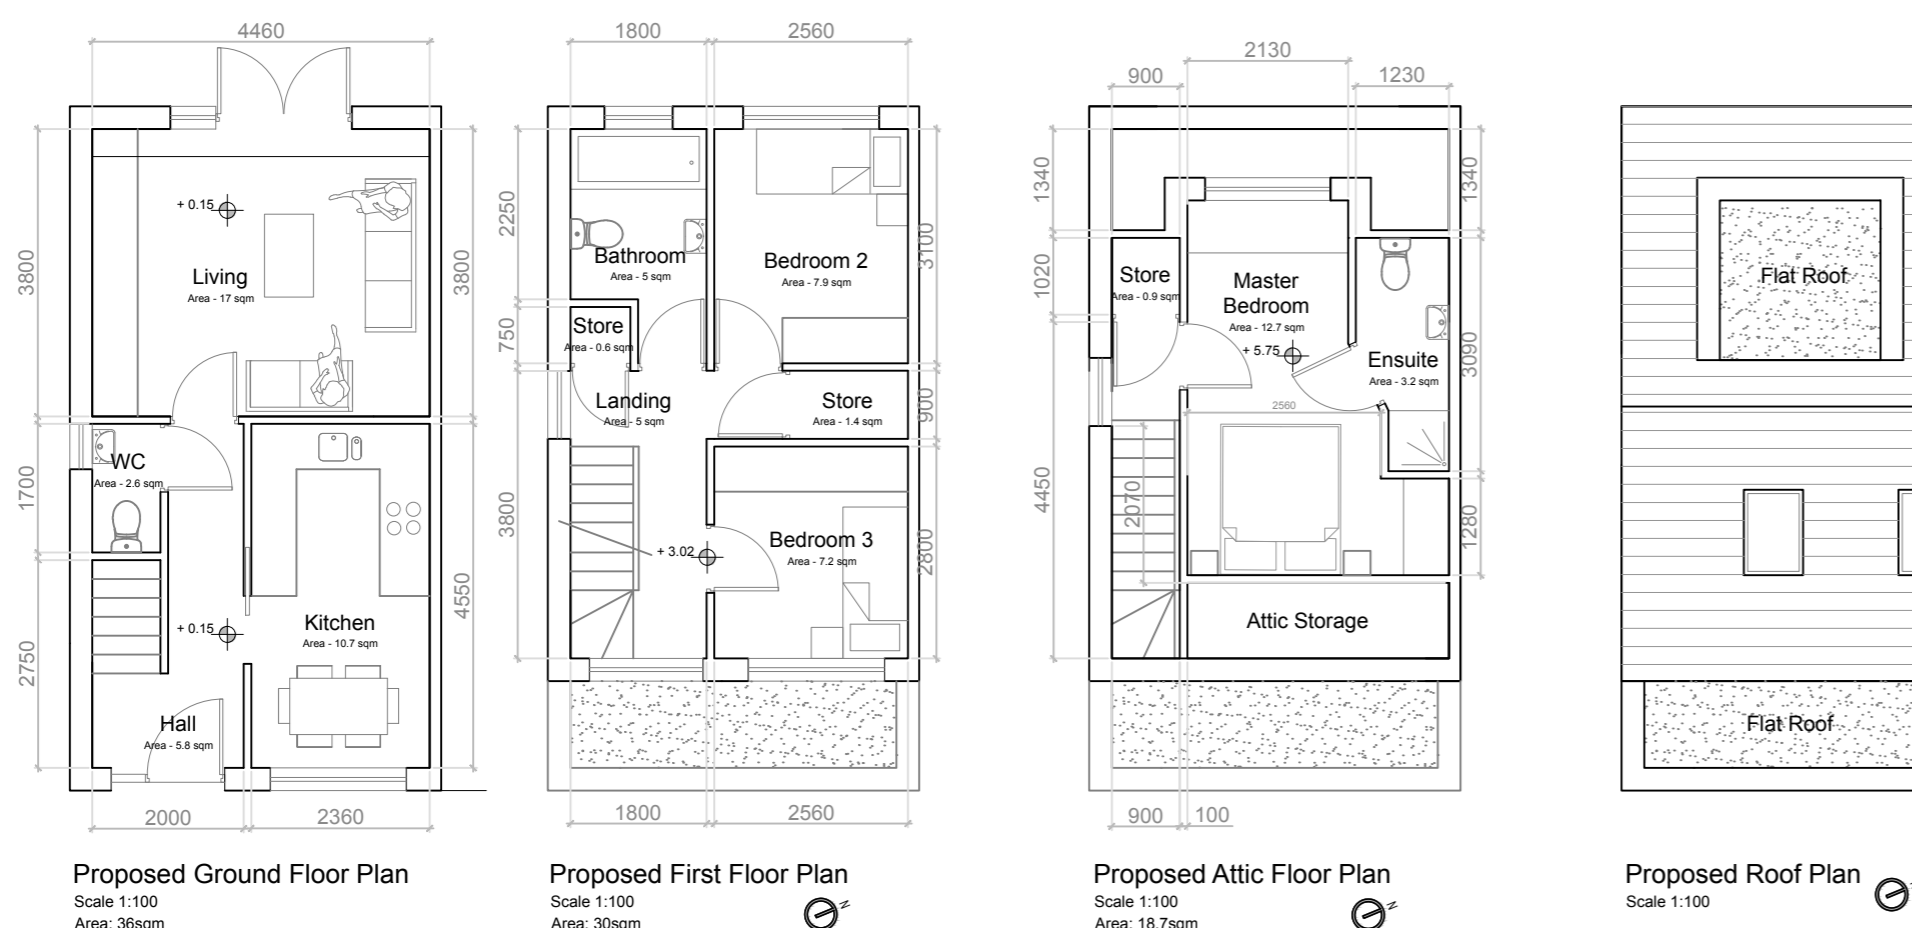 4460
3800
1700
2750
3800
4550
+ 0.15
Living
Area - 17 sqm
WC
Area - 2.6 sqm
+ 0.15
Kitchen
Area - 10.7 sqm
Hall
Area - 5.8 sqm
2000
2360
Proposed Ground Floor Plan
Scale 1:100
Area: 36sqm
1800
2560
2250
750
3800
3100
900
2800
Bathroom
Area - 5 sqm
Bedroom 2
Area - 7.9 sqm
Store
Area - 0.6 sqm
Landing
Area - 5 sqm
Store
Area - 1.4 sqm
+ 3.02
Bedroom 3
Area - 7.2 sqm
1800
2560
Proposed First Floor Plan
Scale 1:100
Area: 30sqm
N
2130
900
1230
1340
1020
4450
1340
3090
1280
Store
Area - 0.9 sqm
Master
Bedroom
Area - 12.7 sqm
+ 5.75
Ensuite
Area - 3.2 sqm
2560
2070
Attic Storage
900
100
Proposed Attic Floor Plan
Scale 1:100
Area: 18.7sqm
N
Flat Roof
Flat Roof
Proposed Roof Plan
Scale 1:100